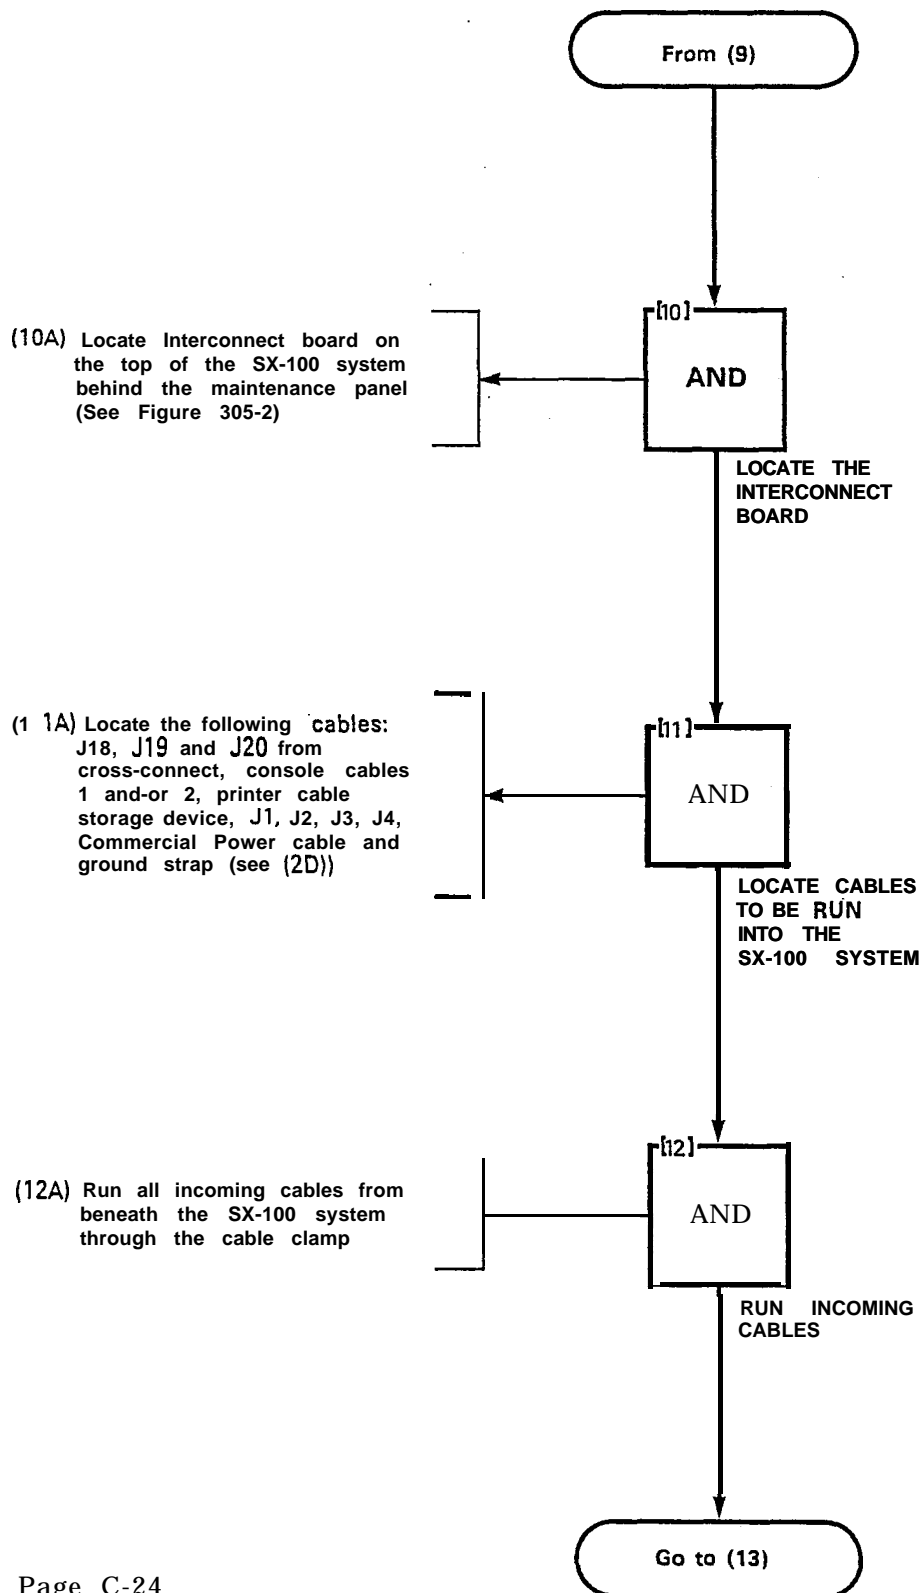 From (9)
[10]
AND
(10A) Locate Interconnect board on
the top of the SX-100 system
behind the maintenance panel
(See Figure 305-2)
LOCATE THE
INTERCONNECT
BOARD
[11]
AND
(1 1A) Locate the following cables:
J18, J19 and J20 from
cross-connect, console cables
1 and-or 2, printer cable
storage device, J1, J2, J3, J4,
Commercial Power cable and
ground strap (see (2D))
LOCATE CABLES
TO BE RUN
INTO THE
SX-100 SYSTEM
[12]
AND
(12A) Run all incoming cables from
beneath the SX-100 system
through the cable clamp
RUN INCOMING
CABLES
Go to (13)
Page C-24